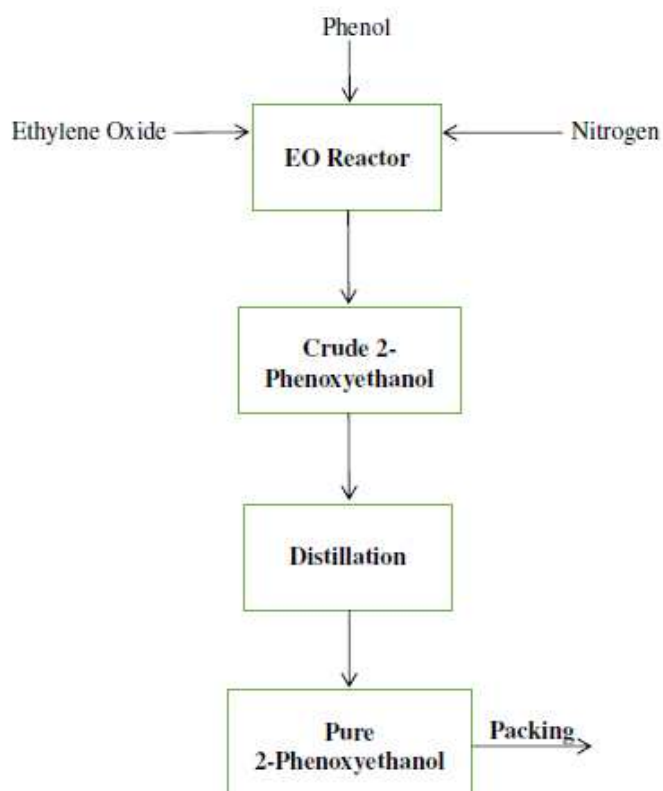 Phenol
Ethylene Oxide
EO Reactor
Nitrogen
Crude 2-
Phenoxyethanol
Distillation
Pure
2-Phenoxyethanol
Packing